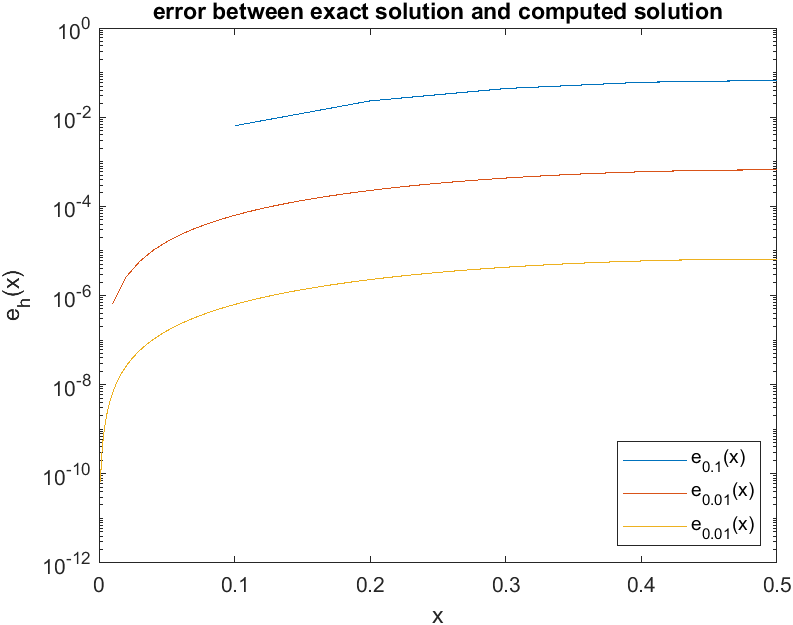 error between exact solution and computed solution
10^0
10^-2
10^-4
10^-6
10^-8
10^-10
10^-12
e_h(x)
0 0.1 0.2 0.3 0.4 0.5
x
e_0.1(x)
e_0.01(x)
e_0.01(x)